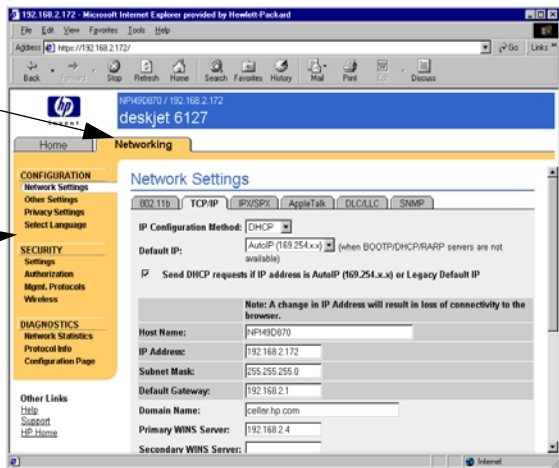 192.168.2.172 - Microsoft Internet Explorer provided by Hewlett-Packard
File Edit View Favorites Tools Help
Address https://192.168.2.172/ Go Links »
Back Forward Stop Refresh Home Search Favorites History Mail Print Edit Discuss
hp
invent
NPI49D870 / 192.168.2.172
deskjet 6127
Home Networking
CONFIGURATION
Network Settings
Other Settings
Privacy Settings
Select Language
SECURITY
Settings
Authorization
Mgmt. Protocols
Wireless
DIAGNOSTICS
Network Statistics
Protocol Info
Configuration Page
Other Links
Help
Support
HP Home
Network Settings
802.11b TCP/IP IPX/SPX AppleTalk DLC/LLC SNMP
IP Configuration Method: DHCP
Default IP: AutoIP (169.254.x.x) (when BOOTP/DHCP/RARP servers are not available)
Send DHCP requests if IP address is AutoIP (169.254.x.x) or Legacy Default IP
Note: A change in IP Address will result in loss of connectivity to the browser.
Host Name: NPI49D870
IP Address: 192.168.2.172
Subnet Mask: 255.255.255.0
Default Gateway: 192.168.2.1
Domain Name: cellor.hp.com
Primary WINS Server: 192.168.2.4
Secondary WINS Server:
Internet